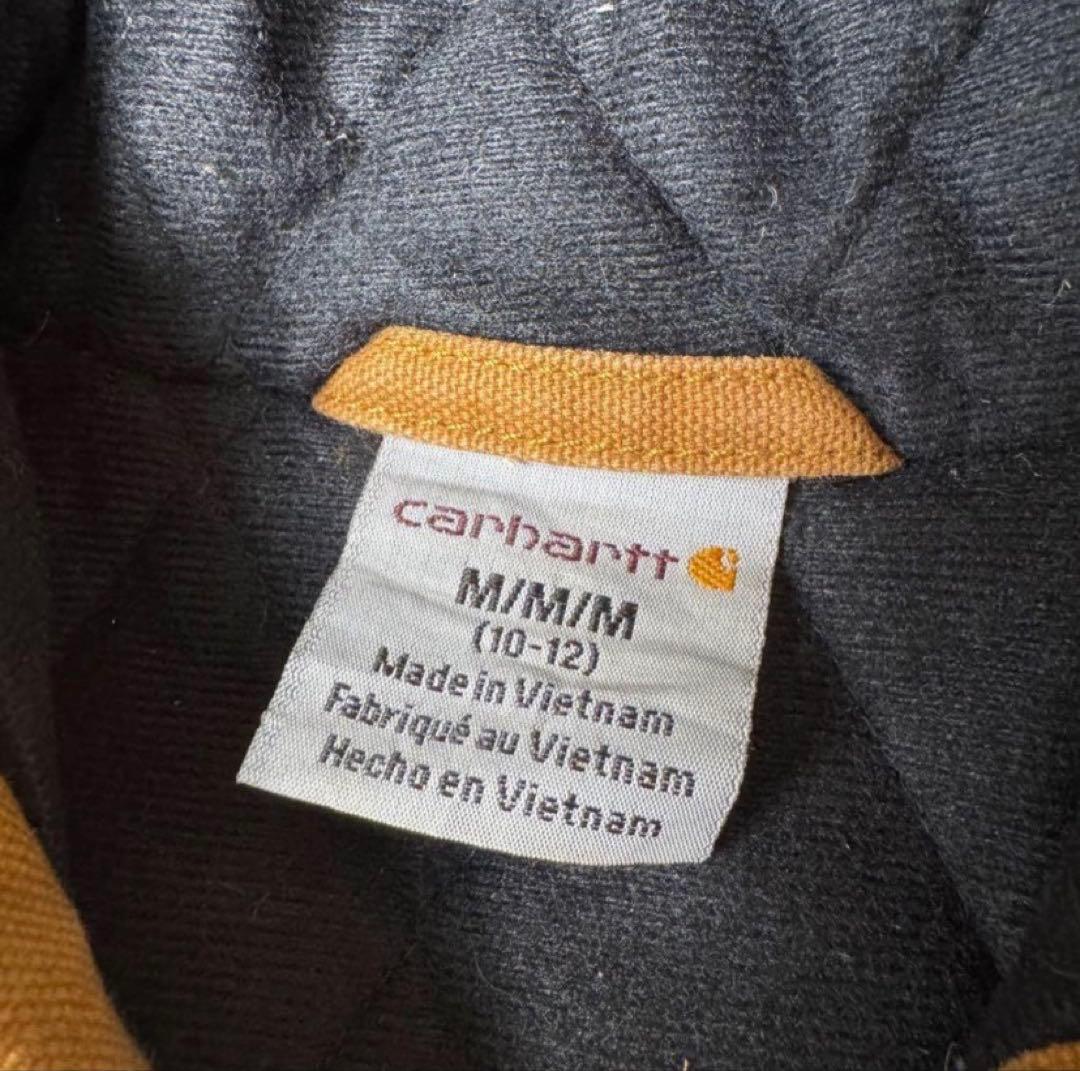 carhartt
M/M/M
(10-12)
Made in Vietnam
Fabriqué au Vietnam
Hecho en Vietnam